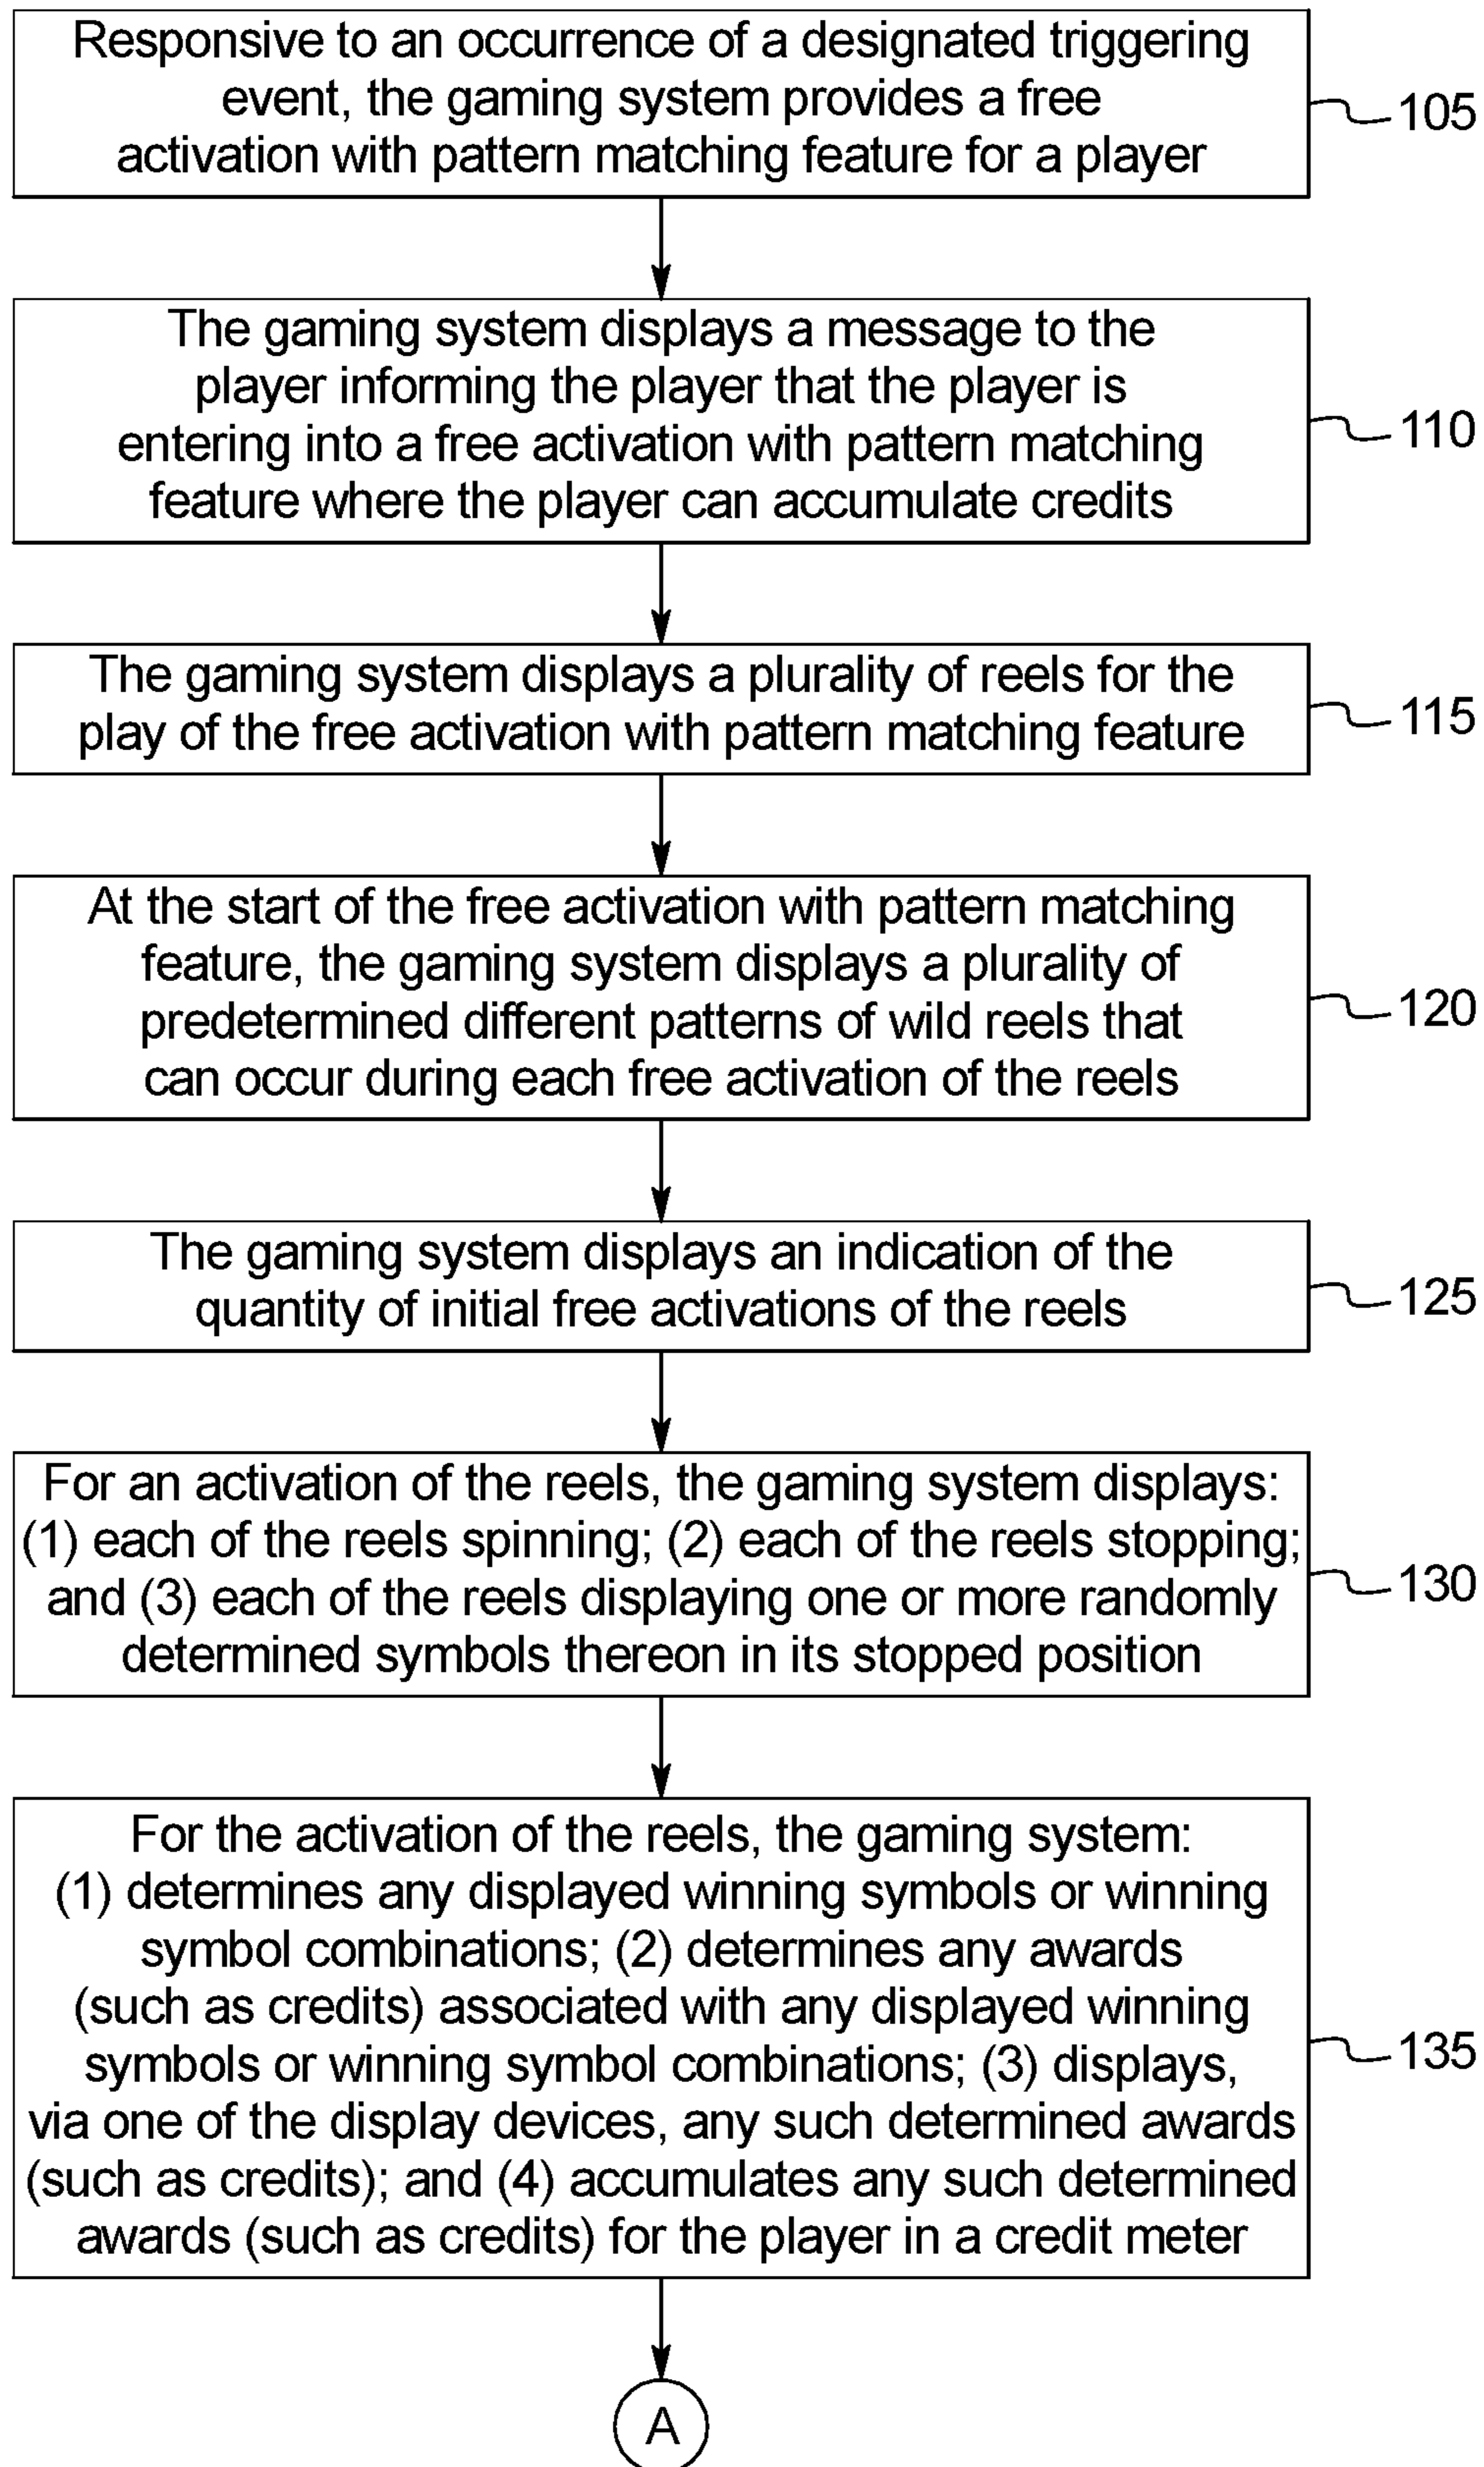 Responsive to an occurrence of a designated triggering
event, the gaming system provides a free
activation with pattern matching feature for a player
105
The gaming system displays a message to the
player informing the player that the player is
entering into a free activation with pattern matching
feature where the player can accumulate credits
110
The gaming system displays a plurality of reels for the
play of the free activation with pattern matching feature
115
At the start of the free activation with pattern matching
feature, the gaming system displays a plurality of
predetermined different patterns of wild reels that
can occur during each free activation of the reels
120
The gaming system displays an indication of the
quantity of initial free activations of the reels
125
For an activation of the reels, the gaming system displays:
(1) each of the reels spinning; (2) each of the reels stopping;
and (3) each of the reels displaying one or more randomly
determined symbols thereon in its stopped position
130
For the activation of the reels, the gaming system:
(1) determines any displayed winning symbols or winning
symbol combinations; (2) determines any awards
(such as credits) associated with any displayed winning
symbols or winning symbol combinations; (3) displays,
via one of the display devices, any such determined awards
(such as credits); and (4) accumulates any such determined
awards (such as credits) for the player in a credit meter
135
A